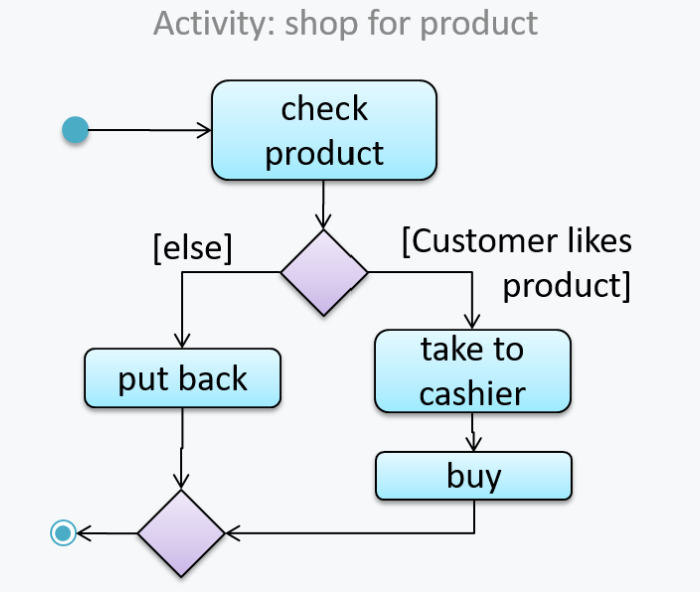 Activity: shop for product
check
product
[else]
[Customer likes
product]
put back
take to
cashier
buy